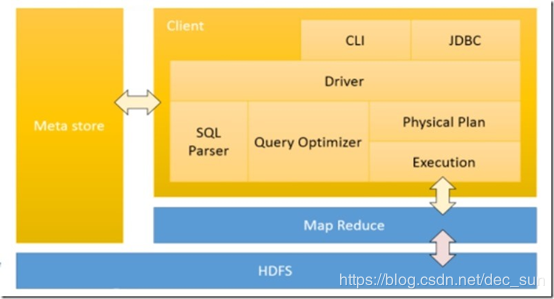 Client
CLI
JDBC
Driver
Meta store
SQL
Parser
Query Optimizer
Physical Plan
Execution
Map Reduce
HDFS
https://blog.csdn.net/dec_sun